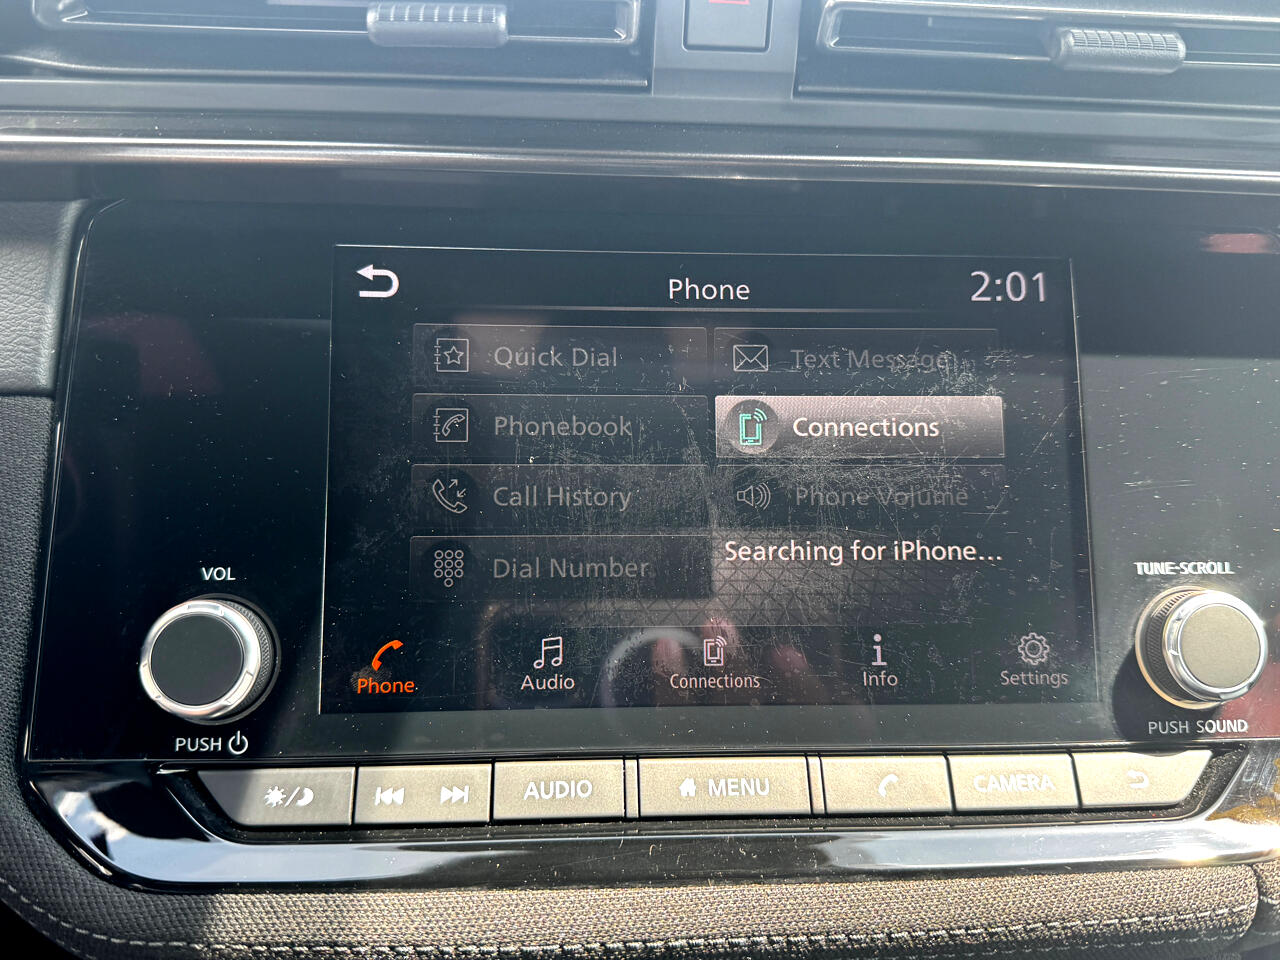 Phone
2:01
Quick Dial
Text Message
Phonebook
Connections
Call History
Phone Volume
Dial Number
Searching for iPhone...
VOL
TUNE·SCROLL
Phone
Audio
Connections
Info
Settings
PUSH
PUSH SOUND
AUDIO
MENU
CAMERA